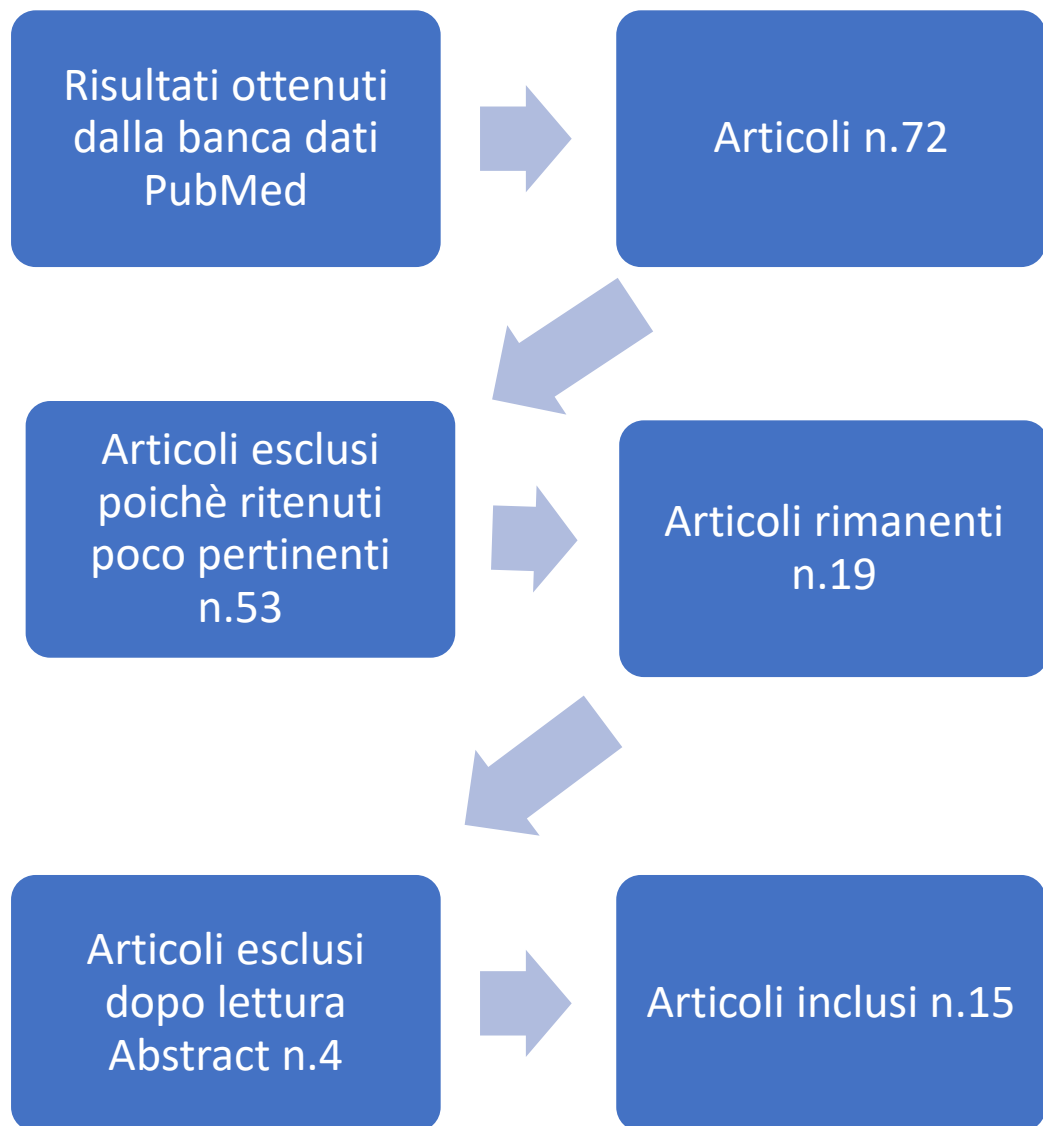 Risultati ottenuti
dalla banca dati
PubMed
Articoli n.72
Articoli esclusi
poichè ritenuti
poco pertinenti
n.53
Articoli rimanenti
n.19
Articoli esclusi
dopo lettura
Abstract n.4
Articoli inclusi n.15